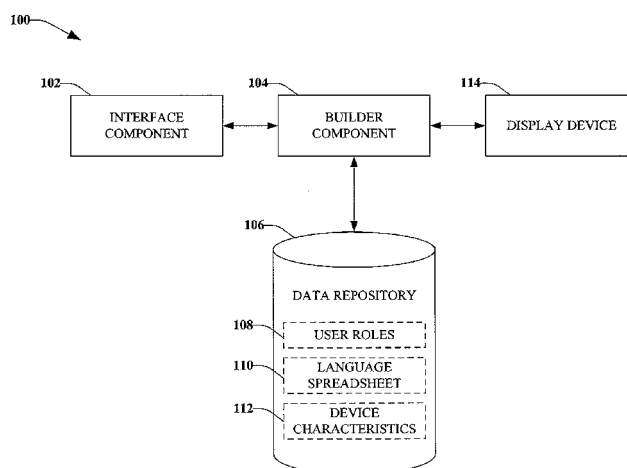 100
102
104
114
INTERFACE
COMPONENT
BUILDER
COMPONENT
DISPLAY DEVICE
106
DATA REPOSITORY
108
USER ROLES
110
LANGUAGE
SPREADSHEET
112
DEVICE
CHARACTERISTICS